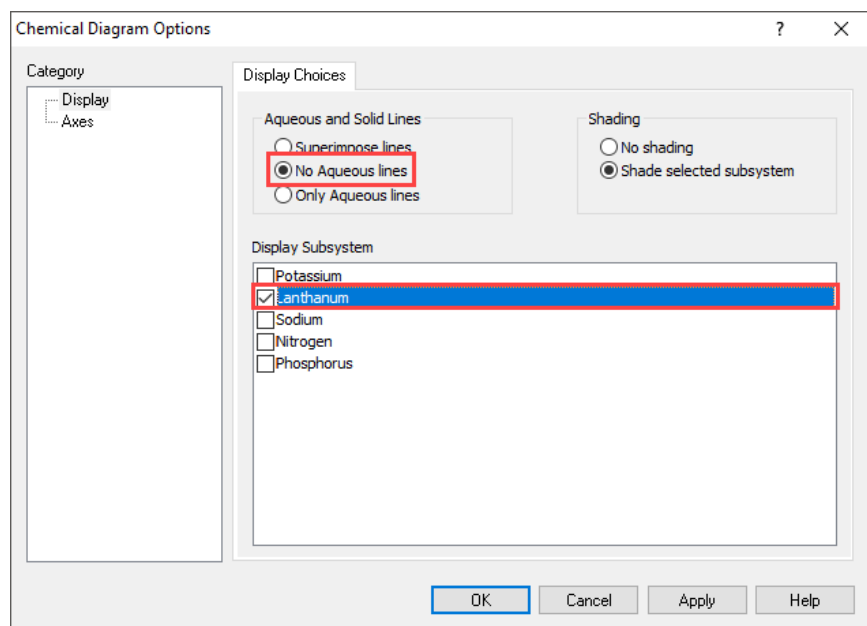 Chemical Diagram Options
Category
Display
Axes
Display Choices
Aqueous and Solid Lines
Superimpose lines
No Aqueous lines
Only Aqueous lines
Shading
No shading
Shade selected subsystem
Display Subsystem
Potassium
Lanthanum
Sodium
Nitrogen
Phosphorus
OK
Cancel
Apply
Help